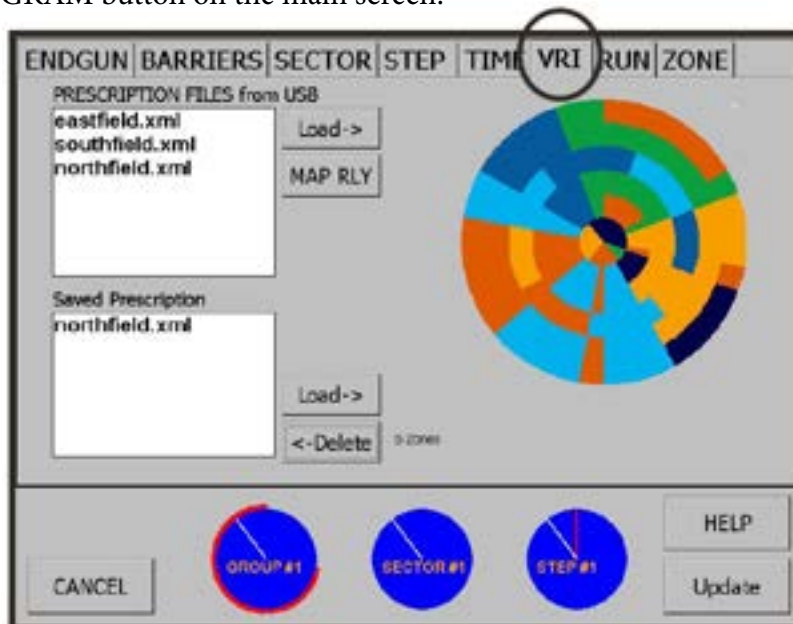 GRAM button on the main screen.
ENDGUN BARRIERS SECTOR STEP TIME VRI RUN ZONE
PRESCRIPTION FILES from USB
eastfield.xml
southfield.xml
northfield.xml
Load->
MAP RLY
Saved Prescription
northfield.xml
Load->
<-Delete
CANCEL
GROUP#1
SECTOR#1
STEP#1
HELP
Update